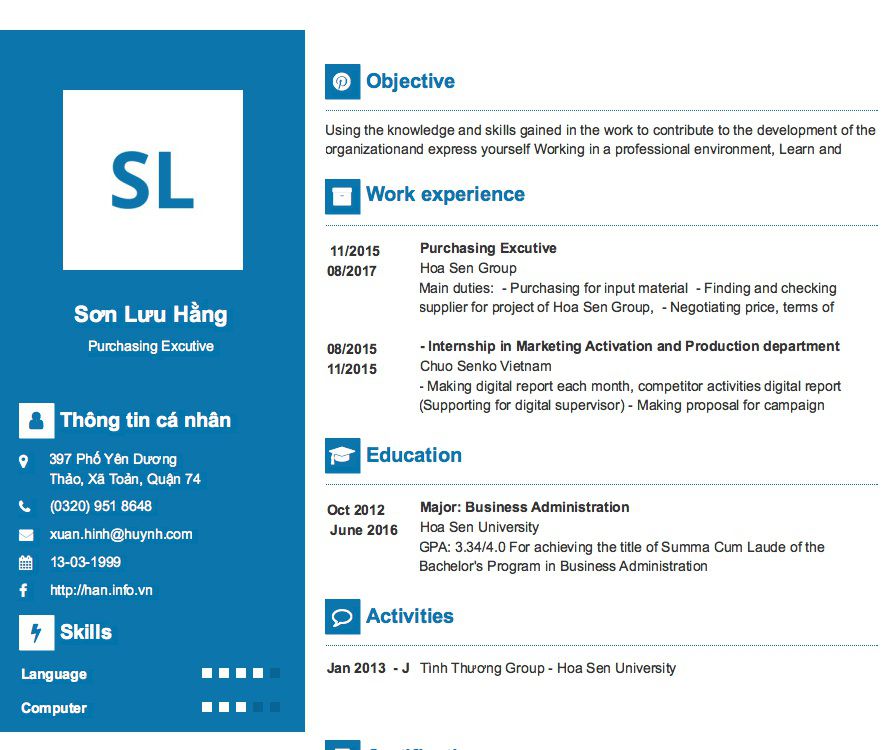 SL
Sơn Lưu Hằng
Purchasing Excutive
Thông tin cá nhân
397 Phố Yên Dương
Thảo, Xã Toản, Quận 74
(0320) 951 8648
xuan.hinh@huynh.com
13-03-1999
http://han.info.vn
Skills
Language
Computer
Objective
Using the knowledge and skills gained in the work to contribute to the development of the
organizationand express yourself Working in a professional environment, Learn and
Work experience
11/2015
08/2017
Purchasing Excutive
Hoa Sen Group
Main duties: - Purchasing for input material - Finding and checking
supplier for project of Hoa Sen Group, - Negotiating price, terms of
08/2015
11/2015
- Internship in Marketing Activation and Production department
Chuo Senko Vietnam
- Making digital report each month, competitor activities digital report
(Supporting for digital supervisor) - Making proposal for campaign
Education
Oct 2012
June 2016
Major: Business Administration
Hoa Sen University
GPA: 3.34/4.0 For achieving the title of Summa Cum Laude of the
Bachelor's Program in Business Administration
Activities
Jan 2013 - J Tình Thương Group - Hoa Sen University